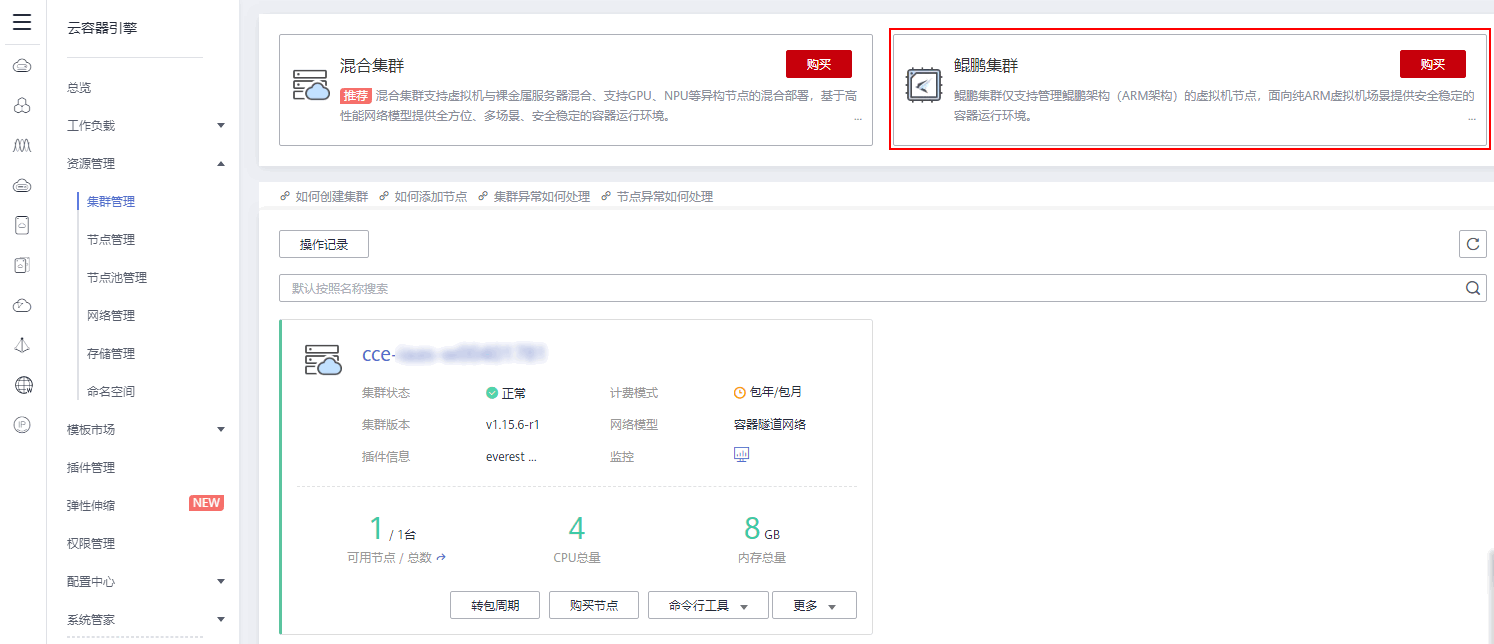 云容器引擎
总览
工作负载
资源管理
集群管理
节点管理
节点池管理
网络管理
存储管理
命名空间
模板市场
插件管理
弹性伸缩 NEW
权限管理
配置中心
系统管家
混合集群 购买
推荐 混合集群支持虚拟机与裸金属服务器混合、支持GPU、NPU等异构节点的混合部署，基于高
性能网络模型提供全方位、多场景、安全稳定的容器运行环境。 ...
鲲鹏集群 购买
鲲鹏集群仅支持管理鲲鹏架构（ARM架构）的虚拟机节点，面向纯ARM虚拟机场景提供安全稳定的
容器运行环境。 ...
如何创建集群 如何添加节点 集群异常如何处理 节点异常如何处理
操作记录
默认按照名称搜索
cce-
集群状态 正常 计费模式 包年/包月
集群版本 v1.15.6-r1 网络模型 容器隧道网络
插件信息 everest ... 监控
1 / 1台 4 8 GB
可用节点 / 总数 CPU总量 内存总量
转包周期 购买节点 命令行工具 更多
IP